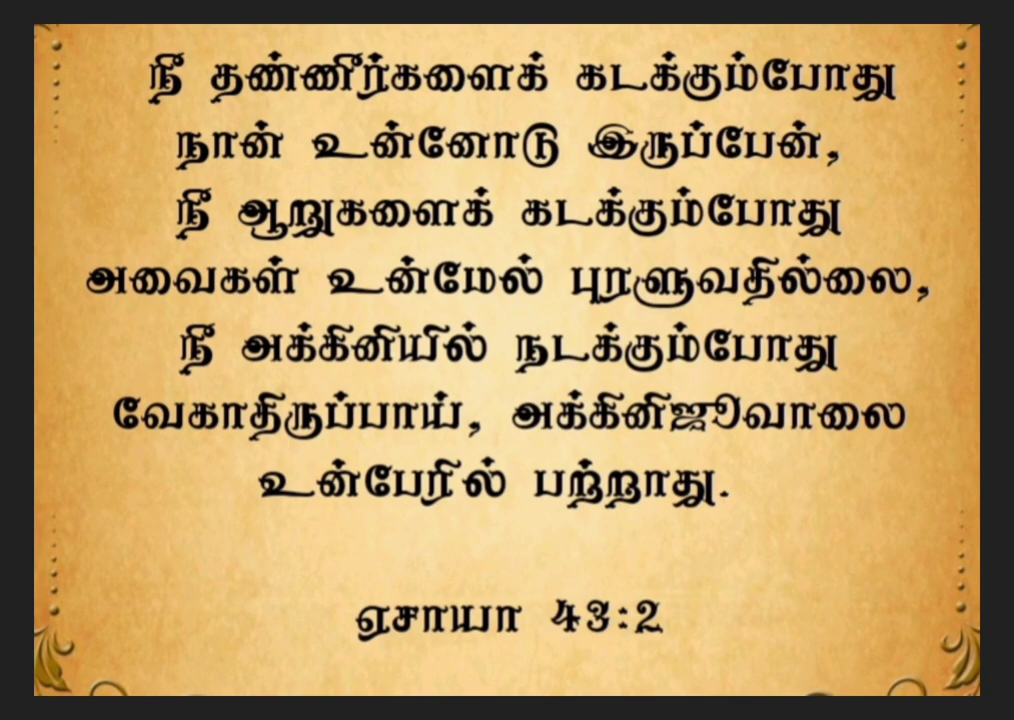 நீ தண்ணீர்களைக் கடக்கும்போது
நான் உன்னோடு இருப்பேன்,
நீ ஆறுகளைக் கடக்கும்போது
அவைகள் உன்மேல் புரளுவதில்லை,
நீ அக்கினியில் நடக்கும்போது
வேகாதிருப்பாய், அக்கினிஜூவாலை
உன்பேரில் பற்றாது.
ஏசாயா 43:2